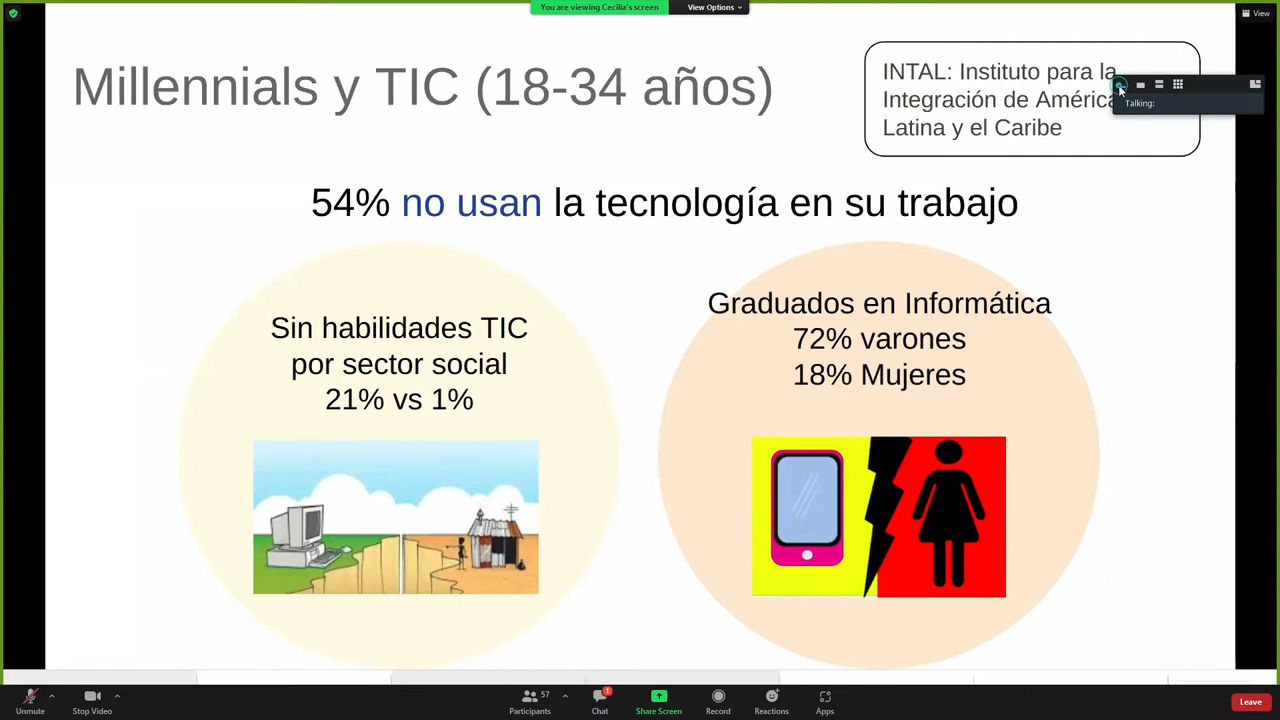 You are viewing Cecilia's screen
View Options
View
Millennials y TIC (18-34 años)
INTAL: Instituto para la
Integración de América
Latina y el Caribe
Talking:
54% no usan la tecnología en su trabajo
Sin habilidades TIC
por sector social
21% vs 1%
Graduados en Informática
72% varones
18% Mujeres
Unmute
Stop Video
57
Participants
1
Chat
Share Screen
Record
Reactions
Apps
Leave